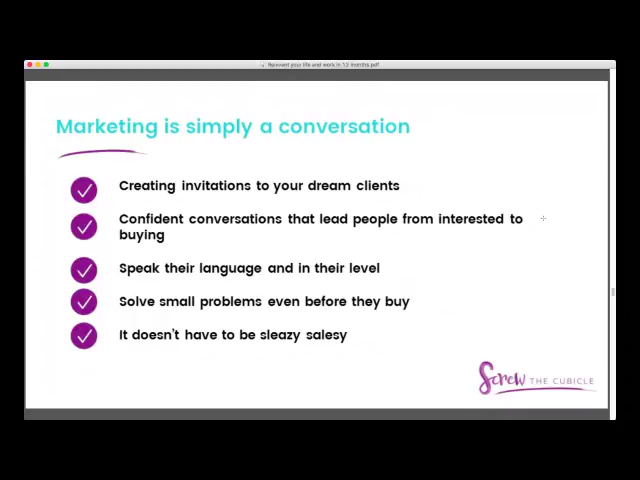 Reinvent your life and work in 12 months.pdf
Marketing is simply a conversation
Creating invitations to your dream clients
Confident conversations that lead people from interested to
buying
Speak their language and in their level
Solve small problems even before they buy
It doesn't have to be sleazy salesy
Screw THE CUBICLE